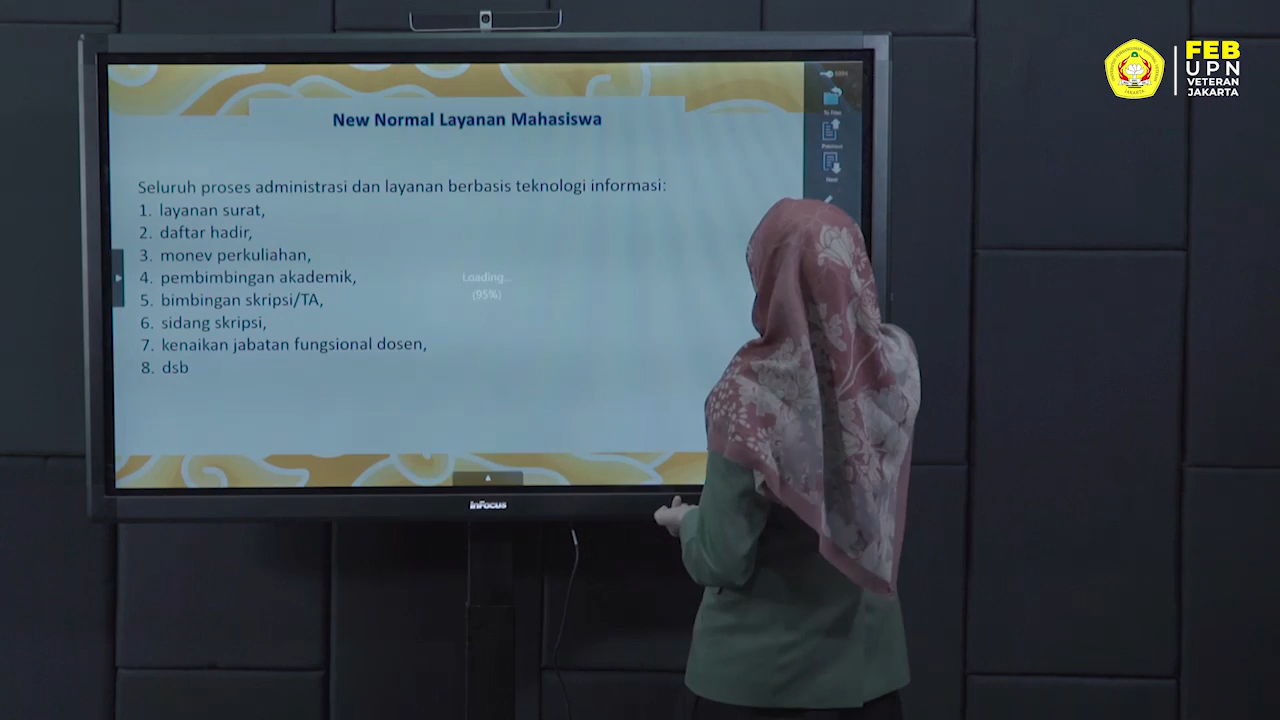 FEB
UPN
VETERAN
JAKARTA
New Normal Layanan Mahasiswa
Seluruh proses administrasi dan layanan berbasis teknologi informasi:
1. layanan surat,
2. daftar hadir,
3. monev perkuliahan,
4. pembimbingan akademik,
5. bimbingan skripsi/TA,
6. sidang skripsi,
7. kenaikan jabatan fungsional dosen,
8. dsb
Loading...
(95%)
Previous
Next
InFocus